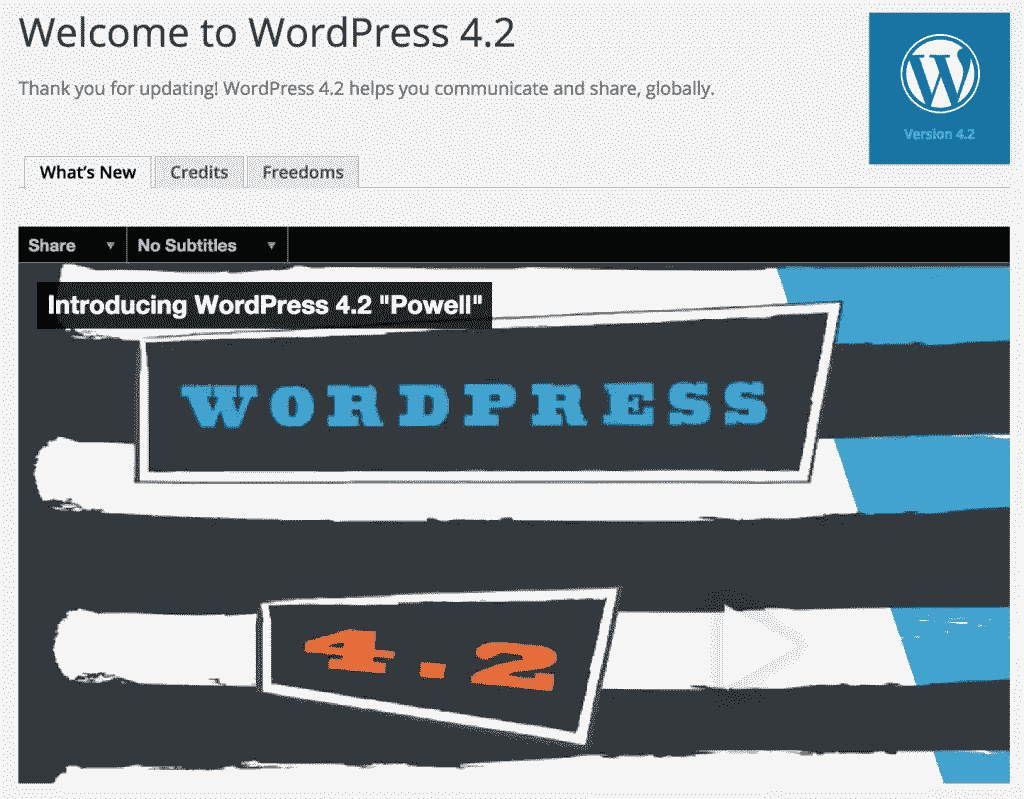 Welcome to WordPress 4.2
Thank you for updating! WordPress 4.2 helps you communicate and share, globally.
Version 4.2
What’s New
Credits
Freedoms
Share
No Subtitles
Introducing WordPress 4.2 "Powell"
WORDPRESS
4.2